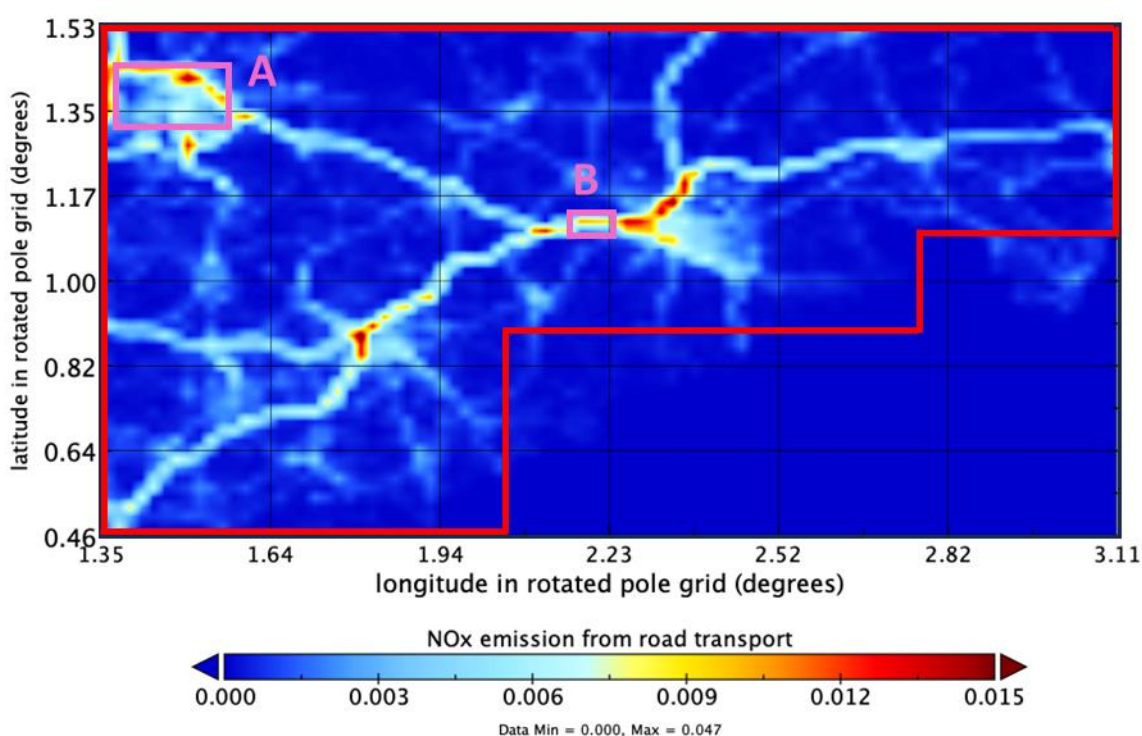 1.53
A
1.35
B
1.17
1.00
0.82
0.64
0.46
latitude in rotated pole grid (degrees)
1.35 1.64 1.94 2.23 2.52 2.82 3.11
longitude in rotated pole grid (degrees)
NOx emission from road transport
0.000 0.003 0.006 0.009 0.012 0.015
Data Min = 0.000, Max = 0.047